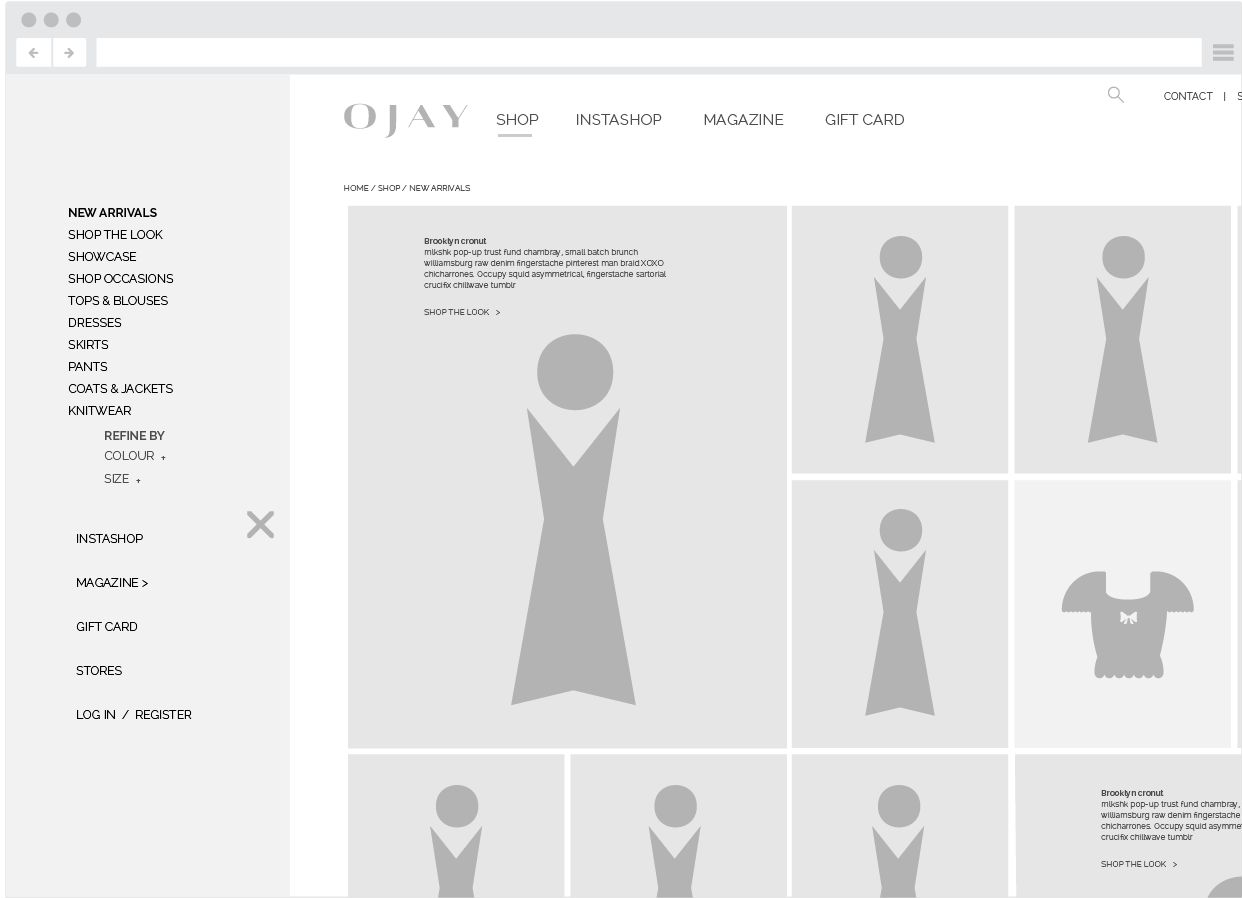 CONTACT |
OJAY SHOP INSTASHOP MAGAZINE GIFT CARD
HOME / SHOP / NEW ARRIVALS
NEW ARRIVALS
SHOP THE LOOK
SHOWCASE
SHOP OCCASIONS
TOPS & BLOUSES
DRESSES
SKIRTS
PANTS
COATS & JACKETS
KNITWEAR
REFINE BY
COLOUR +
SIZE +
INSTASHOP
MAGAZINE >
GIFT CARD
STORES
LOG IN / REGISTER
Brooklyn cronut
mlkshk pop-up trust fund chambray, small batch brunch
williamsburg raw denim fingerstache pinterest man braid XOXO
chicharrones. Occupy squid asymmetrical, fingerstache sartorial
crucifix chillwave tumblr
SHOP THE LOOK >
Brooklyn cronut
mlkshk pop-up trust fund chambray,
williamsburg raw denim fingerstache
chicharrones. Occupy squid
crucifix chillwave tumblr
SHOP THE LOOK >